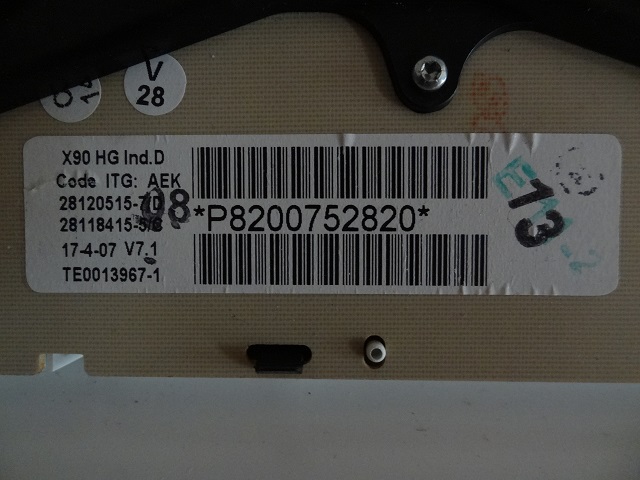 V
28
X90 HG Ind.D
Code ITG: AEK
28120515-7/D
28118415-5/C
17-4-07 V7.1
TE0013967-1
08
*P8200752820*
13